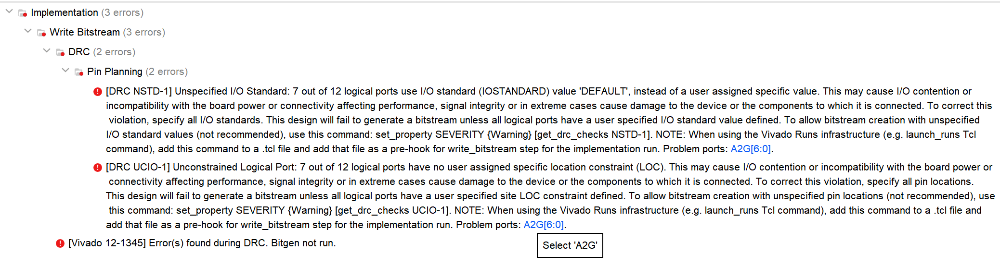 Implementation (3 errors)
Write Bitstream (3 errors)
DRC (2 errors)
Pin Planning (2 errors)
[DRC NSTD-1] Unspecified I/O Standard: 7 out of 12 logical ports use I/O standard (IOSTANDARD) value 'DEFAULT', instead of a user assigned specific value. This may cause I/O contention or
incompatibility with the board power or connectivity affecting performance, signal integrity or in extreme cases cause damage to the device or the components to which it is connected. To correct this
violation, specify all I/O standards. This design will fail to generate a bitstream unless all logical ports have a user specified I/O standard value defined. To allow bitstream creation with unspecified
I/O standard values (not recommended), use this command: set_property SEVERITY {Warning} [get_drc_checks NSTD-1]. NOTE: When using the Vivado Runs infrastructure (e.g. launch_runs Tcl
command), add this command to a .tcl file and add that file as a pre-hook for write_bitstream step for the implementation run. Problem ports: A2G[6:0].
[DRC UCIO-1] Unconstrained Logical Port: 7 out of 12 logical ports have no user assigned specific location constraint (LOC). This may cause I/O contention or incompatibility with the board power or
connectivity affecting performance, signal integrity or in extreme cases cause damage to the device or the components to which it is connected. To correct this violation, specify all pin locations.
This design will fail to generate a bitstream unless all logical ports have a user specified site LOC constraint defined. To allow bitstream creation with unspecified pin locations (not recommended), use
this command: set_property SEVERITY {Warning} [get_drc_checks UCIO-1]. NOTE: When using the Vivado Runs infrastructure (e.g. launch_runs Tcl command), add this command to a .tcl file and
add that file as a pre-hook for write_bitstream step for the implementation run. Problem ports: A2G[6:0].
[Vivado 12-1345] Error(s) found during DRC. Bitgen not run.
Select 'A2G'